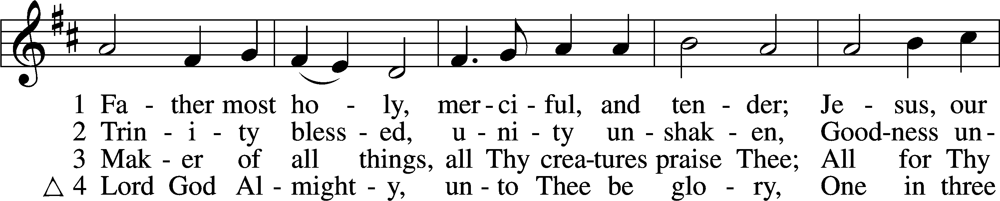 1 Fa - ther most ho - ly, mer - ci - ful, and ten - der; Je - sus, our
2 Trin - i - ty bless - ed, u - ni - ty un - shak - en, Good - ness un -
3 Mak - er of all things, all Thy crea - tures praise Thee; All for Thy
△ 4 Lord God Al - might - y, un - to Thee be glo - ry, One in three